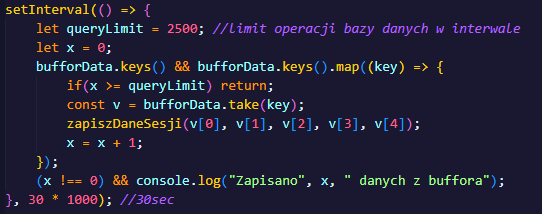 setInterval(() => {
    let queryLimit = 2500; //limit operacji bazy danych w interwale
    let x = 0;
    bufforData.keys() && bufforData.keys().map((key) => {
        if(x >= queryLimit) return;
        const v = bufforData.take(key);
        zapiszDaneSesji(v[0], v[1], v[2], v[3], v[4]);
        x = x + 1;
    });
    (x !== 0) && console.log("Zapisano", x, " danych z buffora");
}, 30 * 1000); //30sec